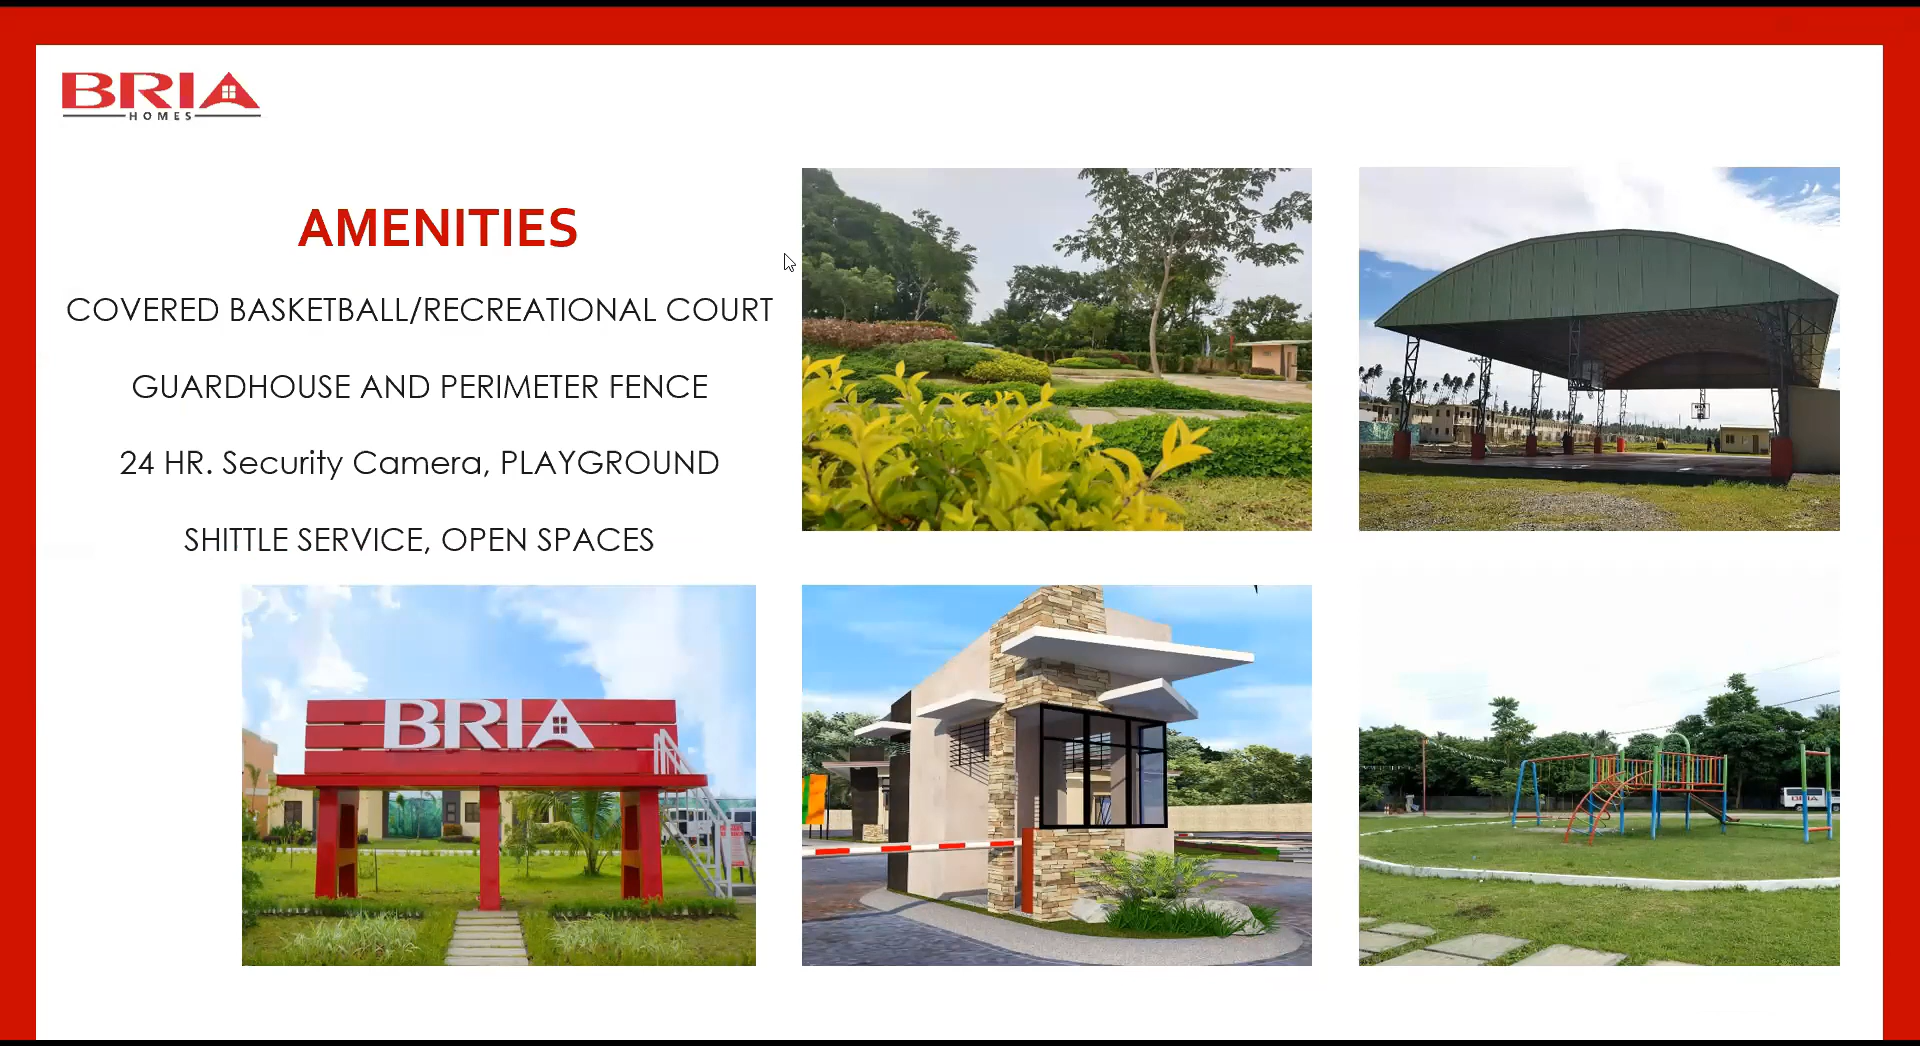 BRIA
HOMES
AMENITIES
COVERED BASKETBALL/RECREATIONAL COURT
GUARDHOUSE AND PERIMETER FENCE
24 HR. Security Camera, PLAYGROUND
SHITTLE SERVICE, OPEN SPACES
BRIA
BRIA